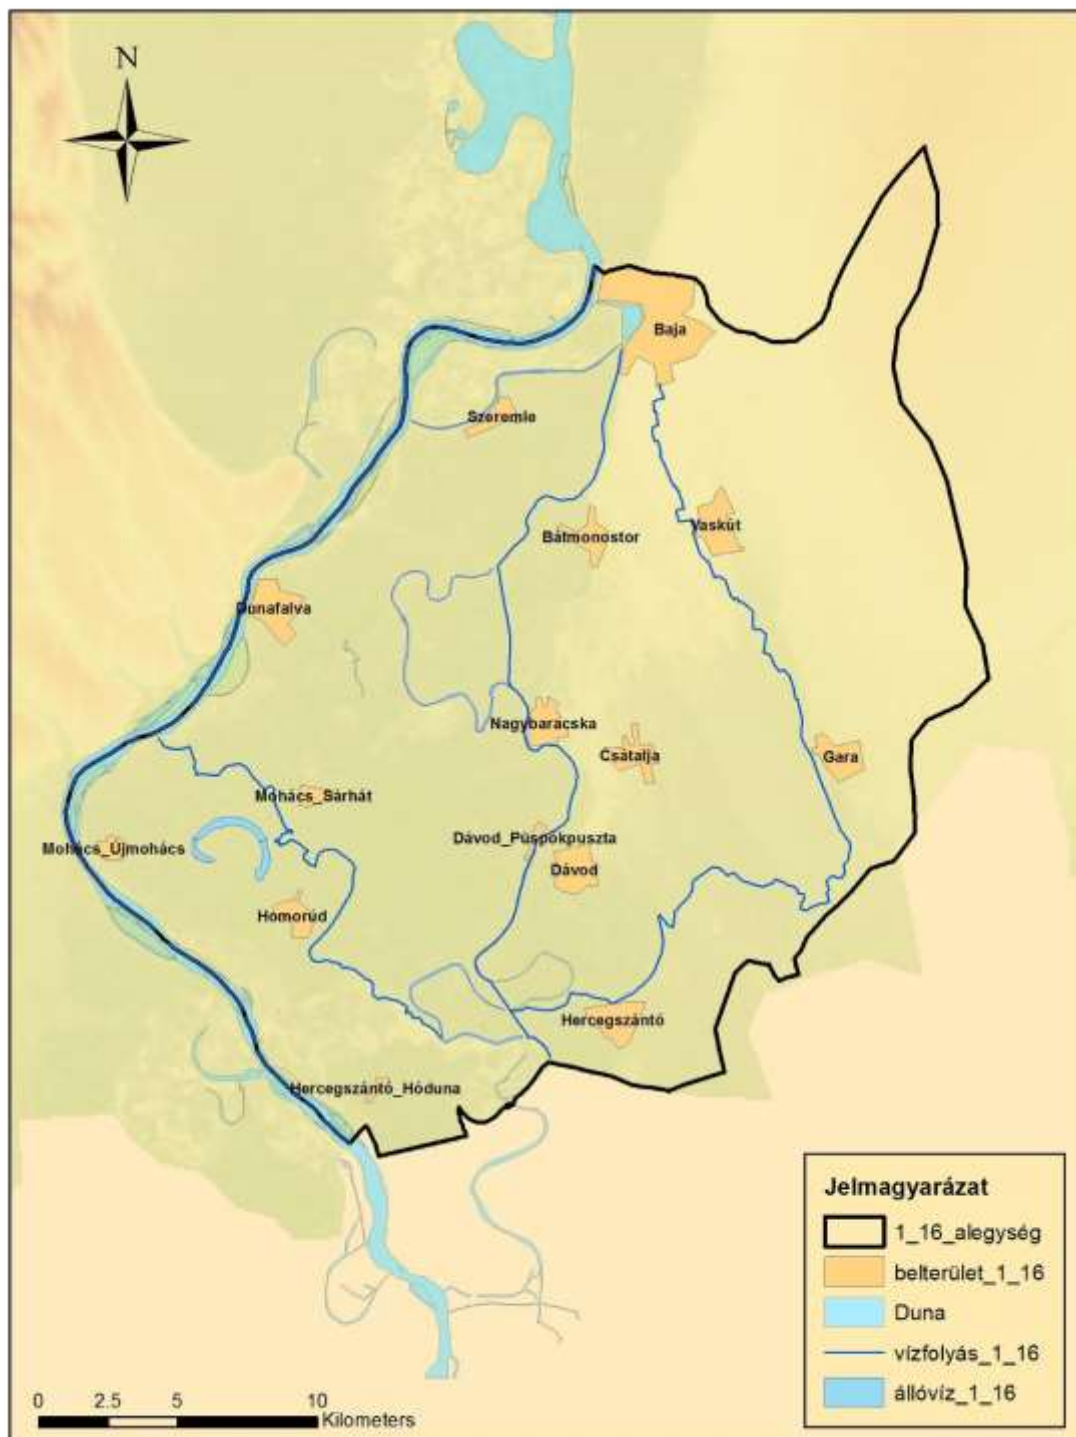 N
Baja
Szeremle
Vaskút
Bátmonostor
Dunafalva
Nagybaracska
Csátalja
Gara
Mohács_Sárhát
Dávod_Püspökpuszta
Mohács_Újmohács
Dávod
Homorúd
Hercegszántó
Hercegszántó_Hóduna
Jelmagyarázat
1_16_alegység
belterület_1_16
Duna
vízfolyás_1_16
állóvíz_1_16
0 2.5 5 10
Kilometers